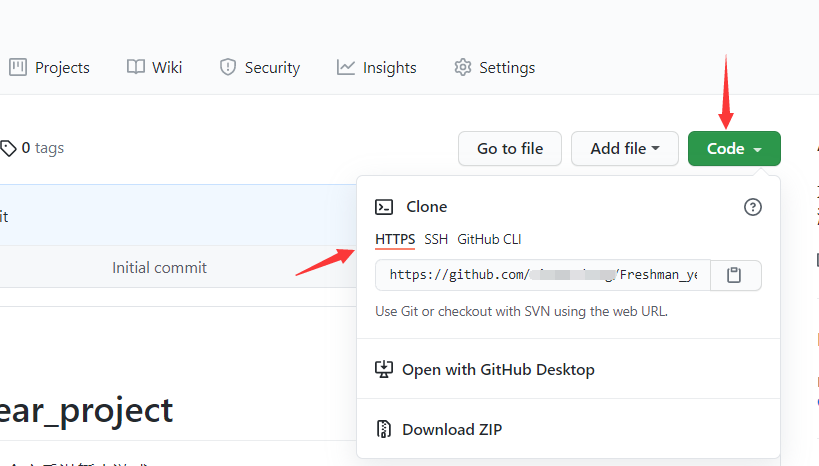 Projects Wiki Security Insights Settings
0 tags
Go to file Add file Code
Clone
HTTPS SSH GitHub CLI
https://github.com/ /Freshman_ye
Use Git or checkout with SVN using the web URL.
it
Initial commit
Open with GitHub Desktop
ear_project
Download ZIP